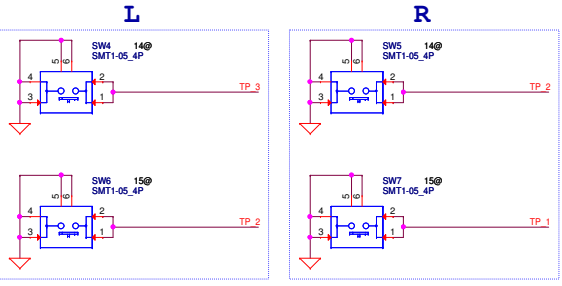 L
R
SW4 14@
SMT1-05_4P
5 6
4 2
3 1
TP_3
SW5 14@
SMT1-05_4P
5 6
4 2
3 1
TP_2
SW6 15@
SMT1-05_4P
5 6
4 2
3 1
TP_2
SW7 15@
SMT1-05_4P
5 6
4 2
3 1
TP_1